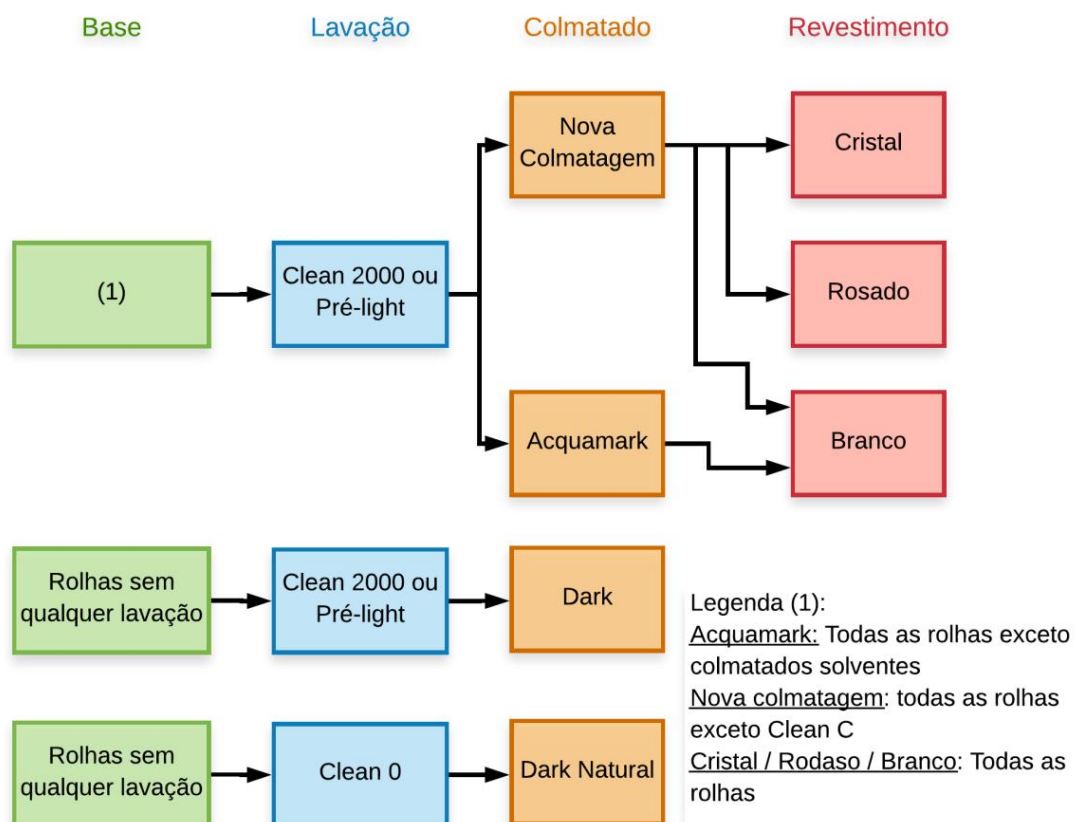 Base
Lavação
Colmatado
Revestimento
Nova
Colmatagem
Cristal
(1)
Clean 2000 ou
Pré-light
Rosado
Acquamark
Branco
Rolhas sem
qualquer lavação
Clean 2000 ou
Pré-light
Dark
Rolhas sem
qualquer lavação
Clean 0
Dark Natural
Legenda (1):
Acquamark: Todas as rolhas exceto
colmatados solventes
Nova colmatagem: todas as rolhas
exceto Clean C
Cristal / Rodaso / Branco: Todas as
rolhas